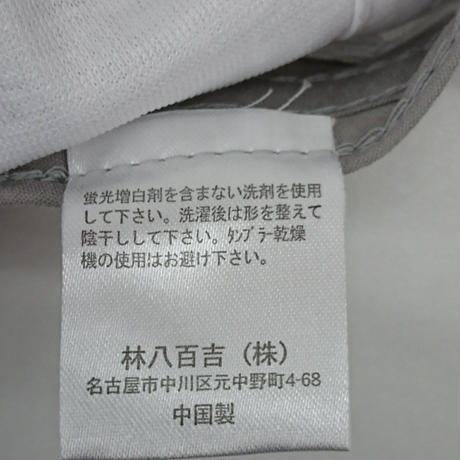 蛍光増白剤を含まない洗剤を使用
して下さい。洗濯後は形を整えて
陰干しして下さい。ﾀﾝﾌﾞﾗｰ乾燥
機の使用はお避け下さい。
林八百吉（株）
名古屋市中川区元中野町4-68
中国製